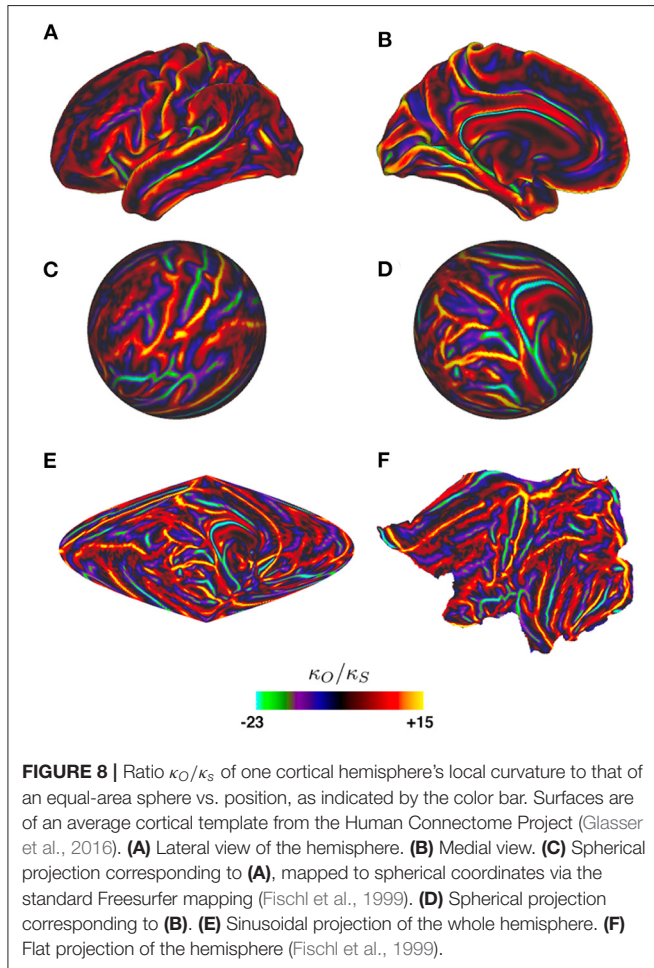 A
B
C
D
E
F
κO/κS
-23
+15
FIGURE 8 | Ratio κO/κs of one cortical hemisphere's local curvature to that of
an equal-area sphere vs. position, as indicated by the color bar. Surfaces are
of an average cortical template from the Human Connectome Project (Glasser
et al., 2016). (A) Lateral view of the hemisphere. (B) Medial view. (C) Spherical
projection corresponding to (A), mapped to spherical coordinates via the
standard Freesurfer mapping (Fischl et al., 1999). (D) Spherical projection
corresponding to (B). (E) Sinusoidal projection of the whole hemisphere. (F)
Flat projection of the hemisphere (Fischl et al., 1999).